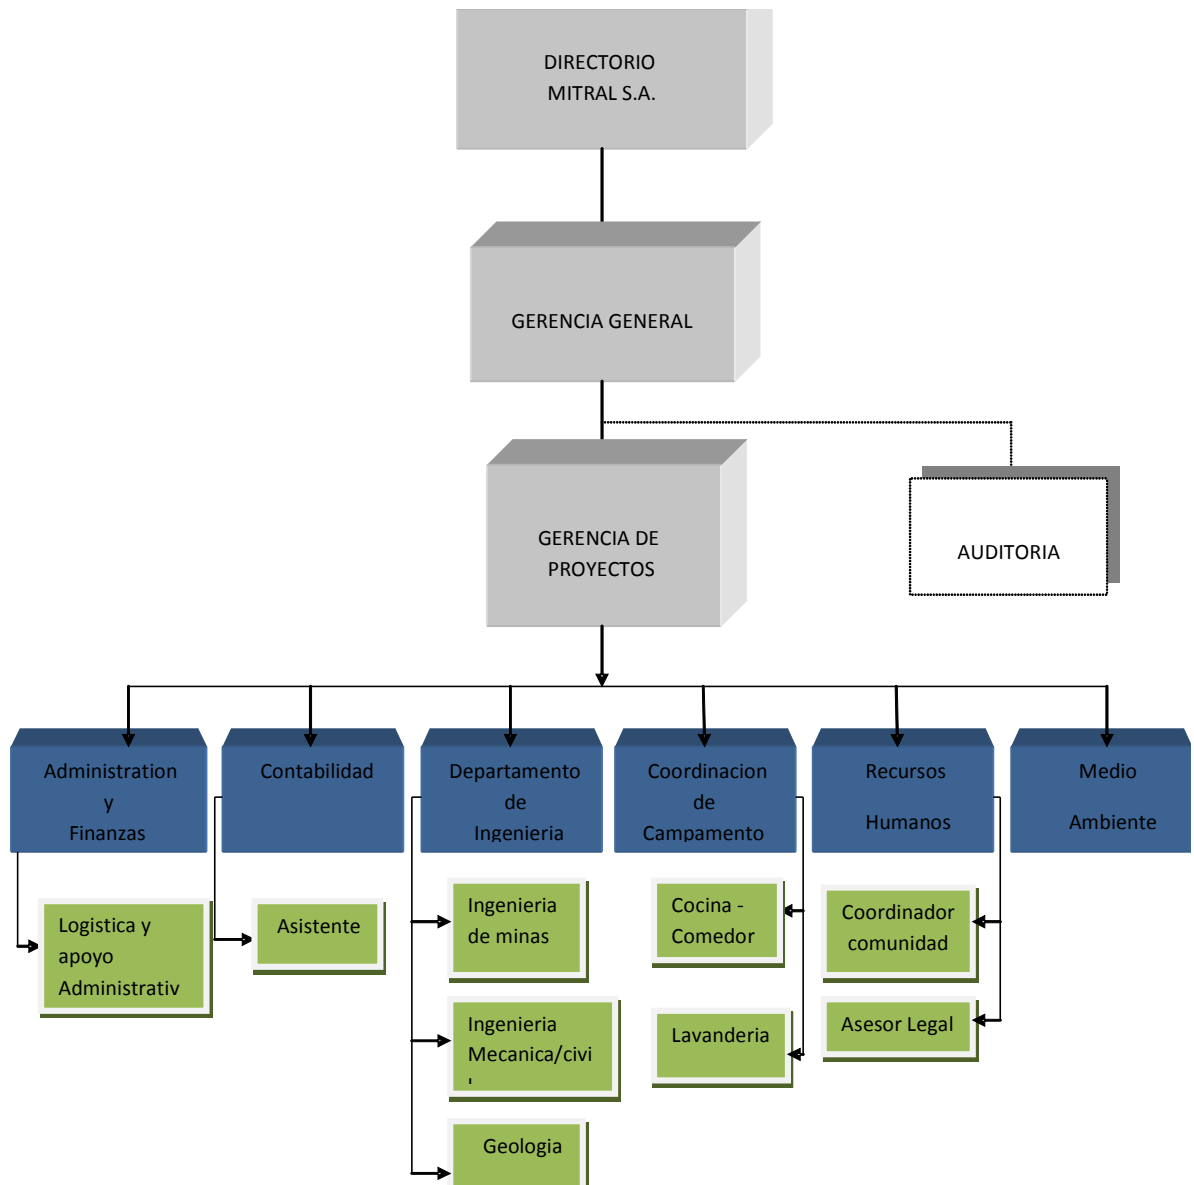 DIRECTORIO
MITRAL S.A.
GERENCIA GENERAL
GERENCIA DE
PROYECTOS
AUDITORIA
Administration
y
Finanzas
Contabilidad
Departamento
de
Ingenieria
Coordinacion
de
Campamento
Recursos
Humanos
Medio
Ambiente
Logistica y
apoyo
Administrativ
Asistente
Ingenieria
de minas
Ingenieria
Mecanica/civi
Geologia
Cocina -
Comedor
Lavanderia
Coordinador
comunidad
Asesor Legal